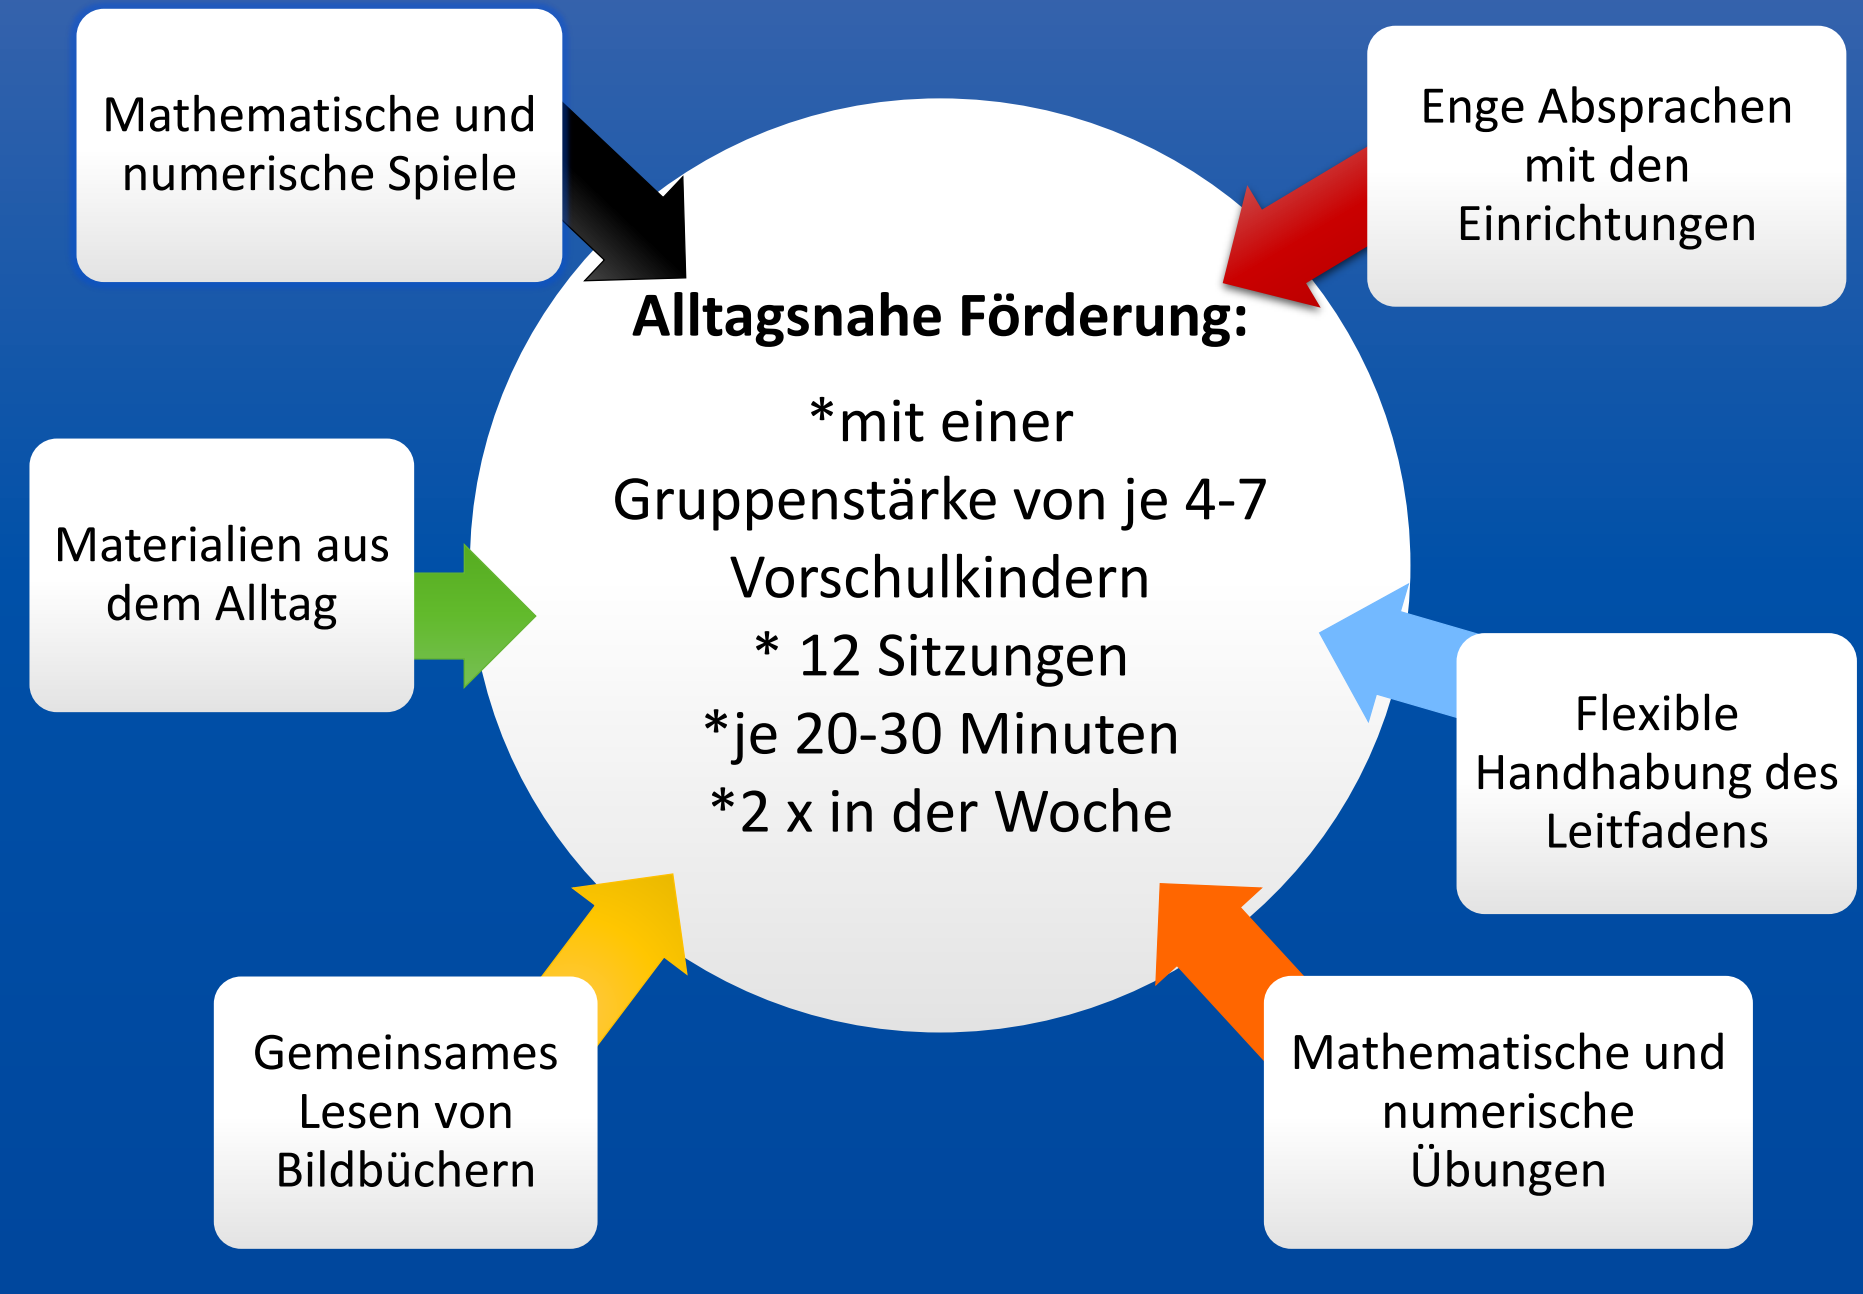 Mathematische und
numerische Spiele
Enge Absprachen
mit den
Einrichtungen
Alltagsnahe Förderung:
*mit einer
Gruppenstärke von je 4-7
Vorschulkindern
* 12 Sitzungen
*je 20-30 Minuten
*2 x in der Woche
Materialien aus
dem Alltag
Flexible
Handhabung des
Leitfadens
Gemeinsames
Lesen von
Bildbüchern
Mathematische und
numerische
Übungen